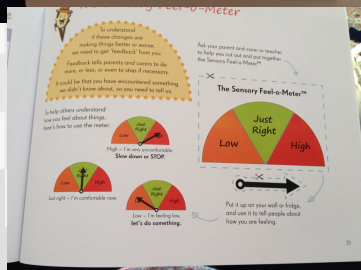 Feel-o-Meter
To understand
if these changes are
making things better or worse,
we need to get 'feedback' from you.
Feedback tells parents and carers to do
more, or less, or even to stop if necessary.
It could be that you have encountered something
we didn't know about, so you need to tell us.
To help others understand
how you feel about things,
here's how to use the meter:
Low
Just
Right
High – I'm very uncomfortable.
Slow down or STOP.
Low
Right
High
Just right – I'm comfortable now.
Low
Just
Right
High
Low – I'm feeling low,
let's do something.
Ask your parent and carer or teacher
to help you cut out and put together
the Sensory Feel-o-Meter™
The Sensory Feel-o-Meter™
Low
Just
Right
High
Put it up on your wall or fridge,
and use it to tell people about
how you are feeling.
31